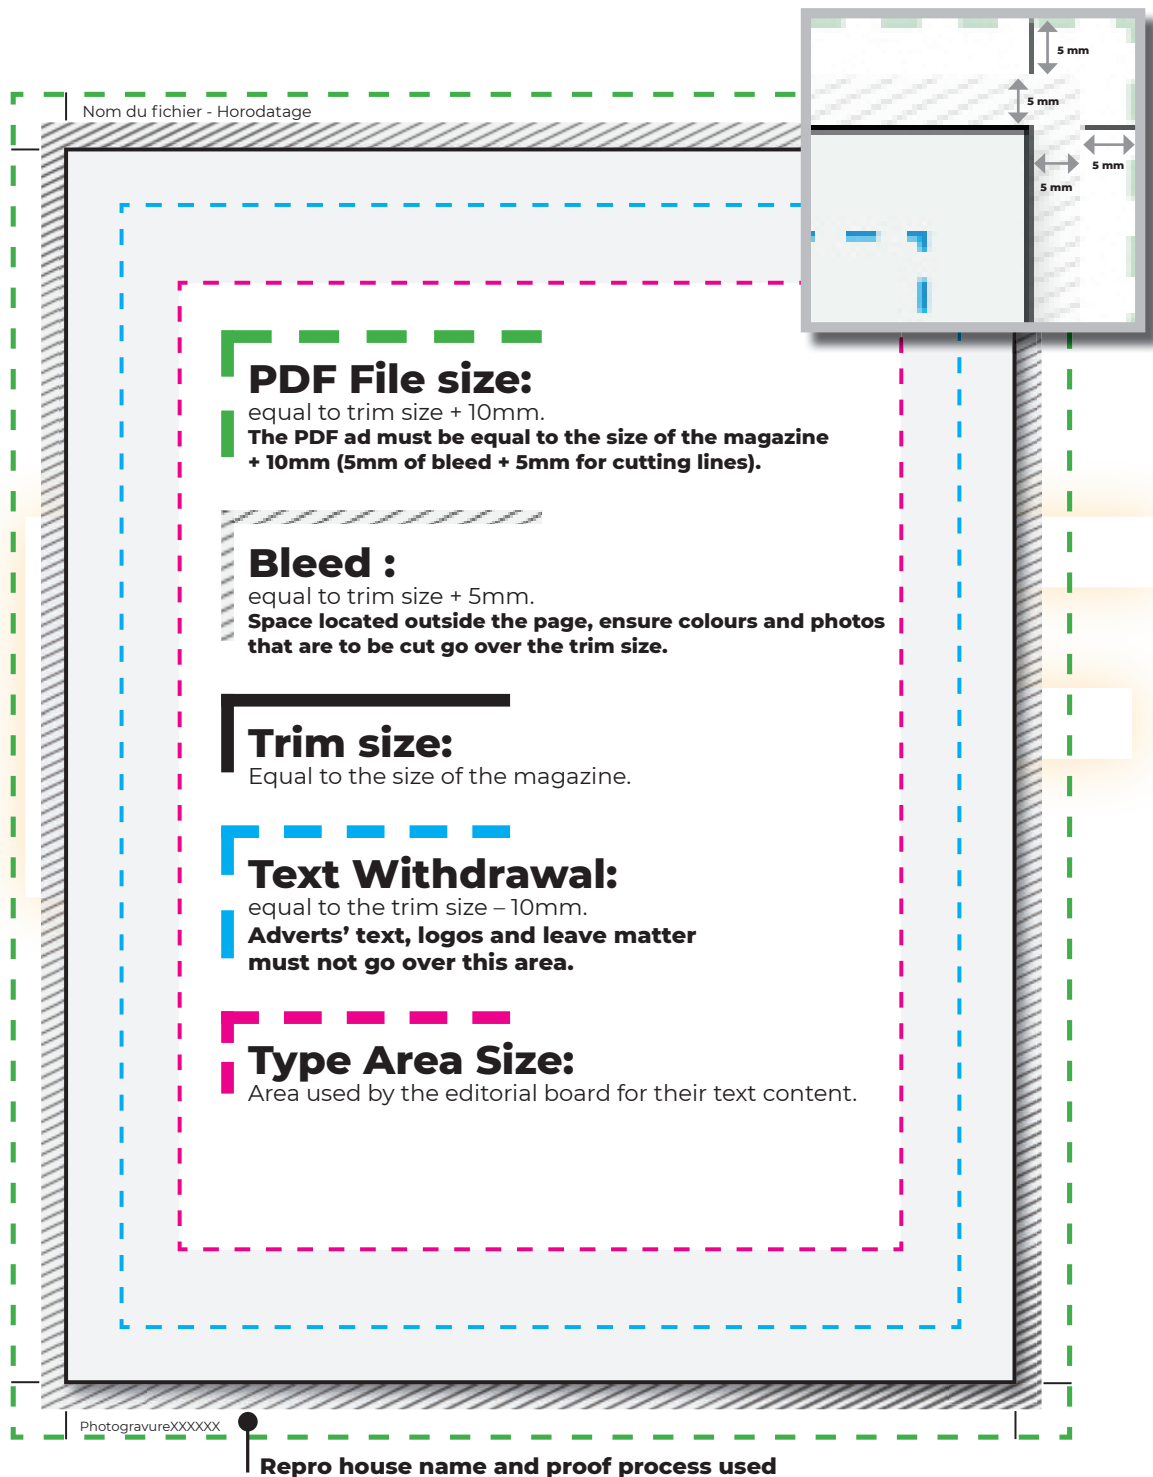 5 mm
5 mm
5 mm
5 mm
Nom du fichier - Horodatage
PDF File size:
equal to trim size + 10mm.
The PDF ad must be equal to the size of the magazine
+ 10mm (5mm of bleed + 5mm for cutting lines).
Bleed :
equal to trim size + 5mm.
Space located outside the page, ensure colours and photos
that are to be cut go over the trim size.
Trim size:
Equal to the size of the magazine.
Text Withdrawal:
equal to the trim size – 10mm.
Adverts’ text, logos and leave matter
must not go over this area.
Type Area Size:
Area used by the editorial board for their text content.
PhotogravureXXXXXX
Repro house name and proof process used